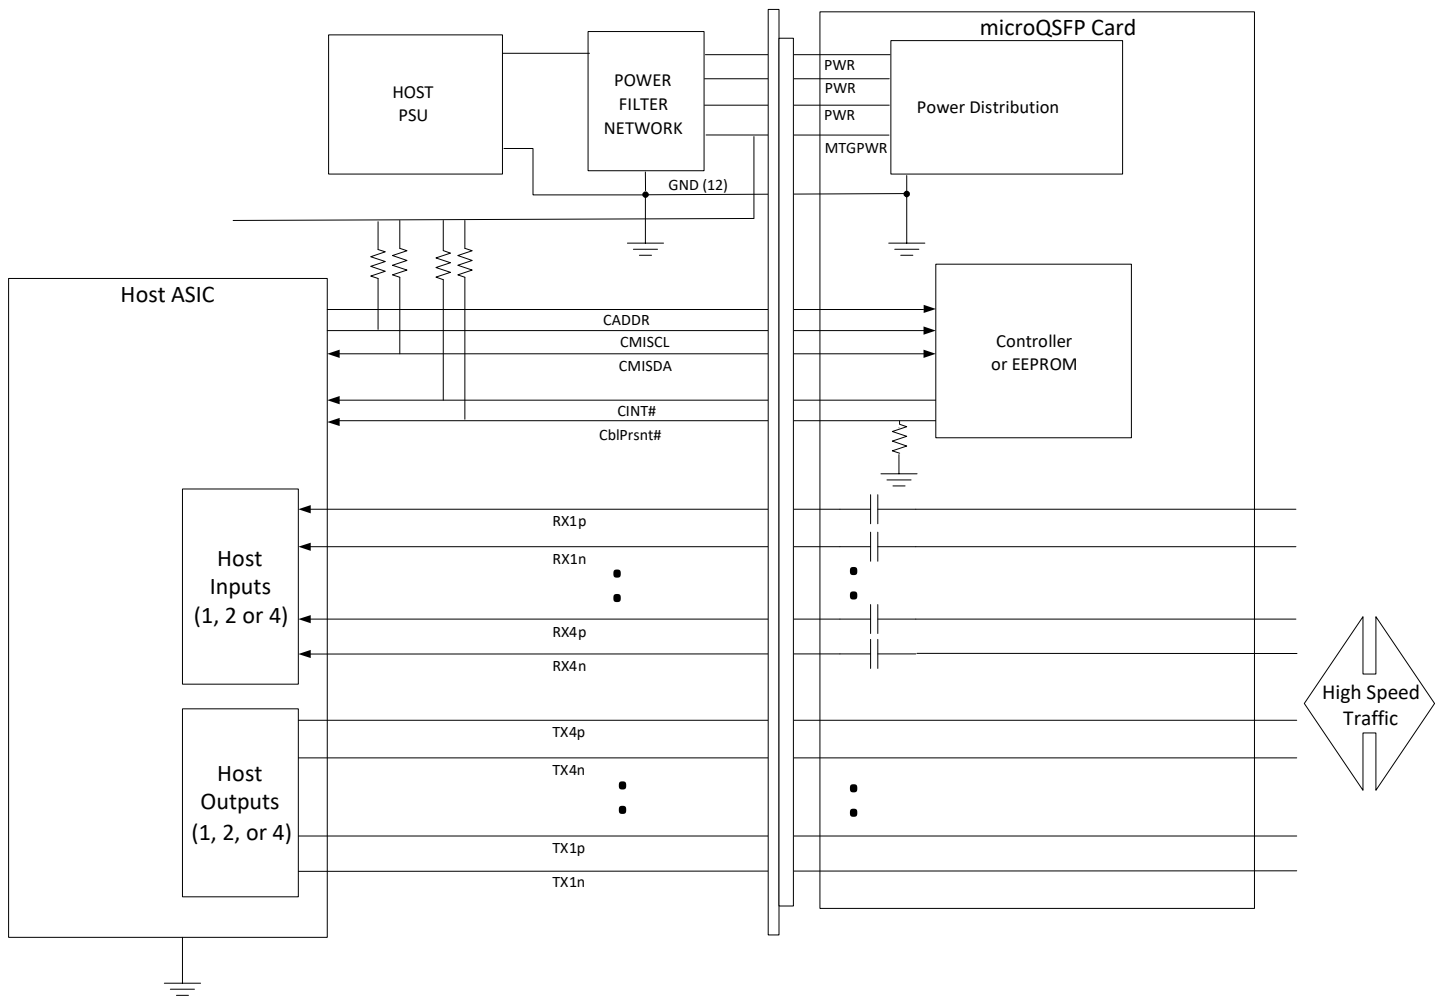 microQSFP Card
HOST
PSU
POWER
FILTER
NETWORK
PWR
PWR
PWR
MTGPWR
Power Distribution
GND (12)
Host ASIC
CADDR
CMISCL
CMISDA
CINT#
CblPrsnt#
Controller
or EEPROM
Host
Inputs
(1, 2 or 4)
RX1p
RX1n
RX4p
RX4n
High Speed
Traffic
Host
Outputs
(1, 2, or 4)
TX4p
TX4n
TX1p
TX1n